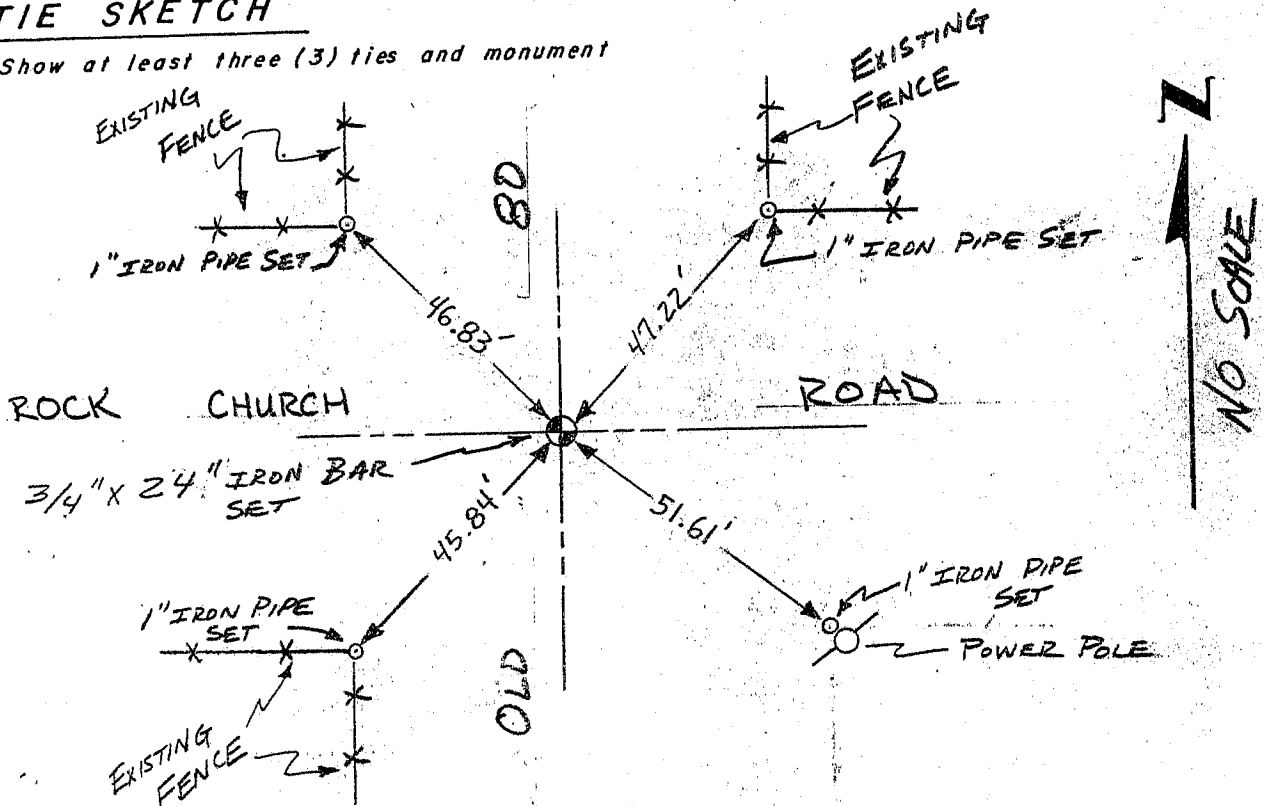 TIE SKETCH
Show at least three (3) ties and monument
EXISTING
FENCE
EXISTING
FENCE
80
N
1" IRON PIPE SET
1" IRON PIPE SET
NO SCALE
46.83'
47.22'
ROCK CHURCH ROAD
3/4" X 24" IRON BAR
SET
45.84'
51.61'
1" IRON PIPE
SET
1" IRON PIPE
SET
POWER POLE
OLD
EXISTING
FENCE